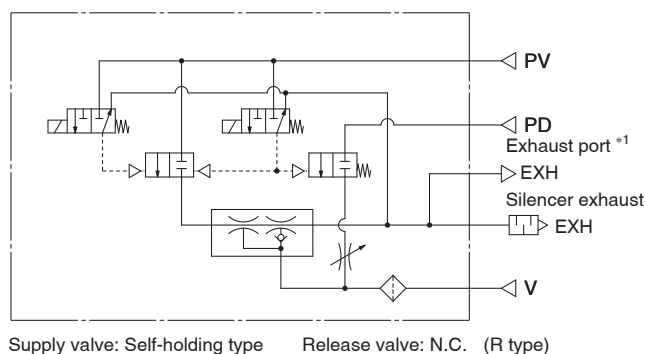 PV
PD
Exhaust port *1
EXH
Silencer exhaust
EXH
V
Supply valve: Self-holding type Release valve: N.C. (R type)